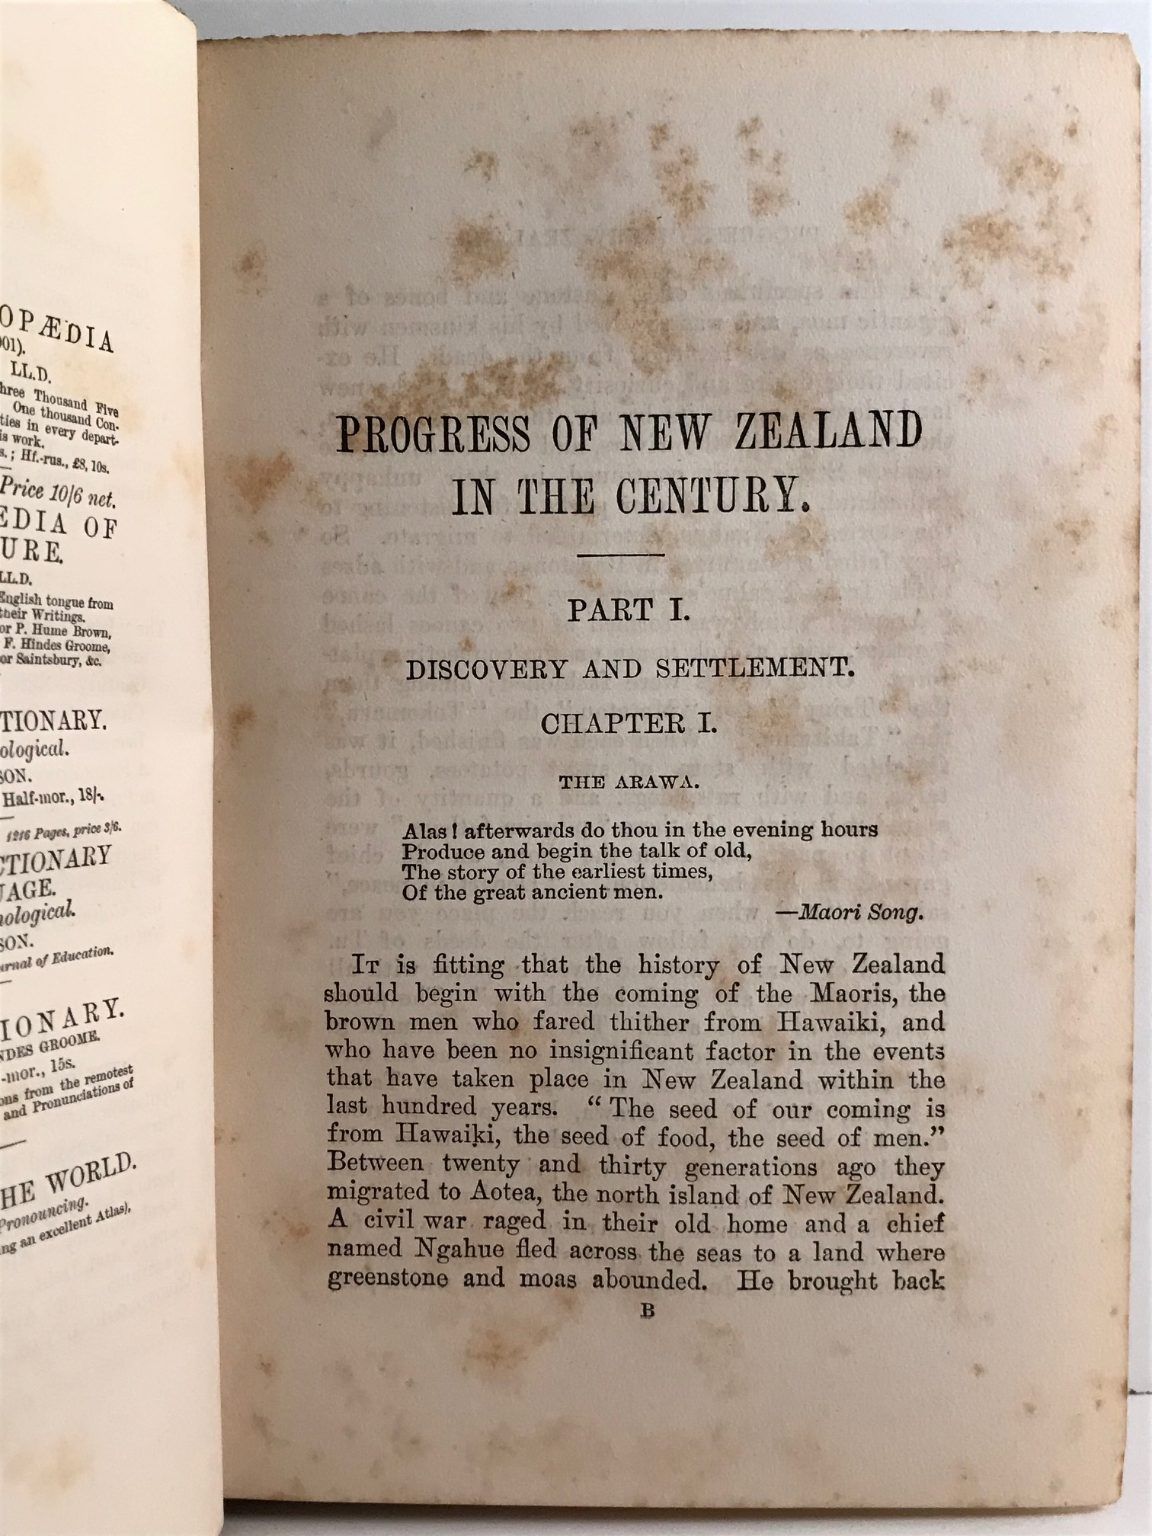 OPÆDIA
LL.D.
Three Thousand Five
One thousand Con-
ties in every depart-
is work.
Hf.-rus., £8, 10s.
Price 10/6 net.
EDIA OF
URE.
LL.D.
English tongue from
their Writings.
or P. Hume Brown,
F. Hindes Groome,
or Saintsbury, &c.
TIONARY.
ological.
SON.
Half-mor., 18/-.
1216 Pages, price 3/6.
CTIONARY
UAGE.
nological.
SON.
urnal of Education.
IONARY.
NDES GROOME.
-mor., 15s.
ons from the remotest
and Pronunciations of
HE WORLD.
Pronouncing.
ng an excellent Atlas),
PROGRESS OF NEW ZEALAND
IN THE CENTURY.
PART I.
DISCOVERY AND SETTLEMENT.
CHAPTER I.
THE ARAWA.
Alas! afterwards do thou in the evening hours
Produce and begin the talk of old,
The story of the earliest times,
Of the great ancient men.
—Maori Song.
IT is fitting that the history of New Zealand
should begin with the coming of the Maoris, the
brown men who fared thither from Hawaiki, and
who have been no insignificant factor in the events
that have taken place in New Zealand within the
last hundred years. “The seed of our coming is
from Hawaiki, the seed of food, the seed of men.”
Between twenty and thirty generations ago they
migrated to Aotea, the north island of New Zealand.
A civil war raged in their old home and a chief
named Ngahue fled across the seas to a land where
greenstone and moas abounded. He brought back
B